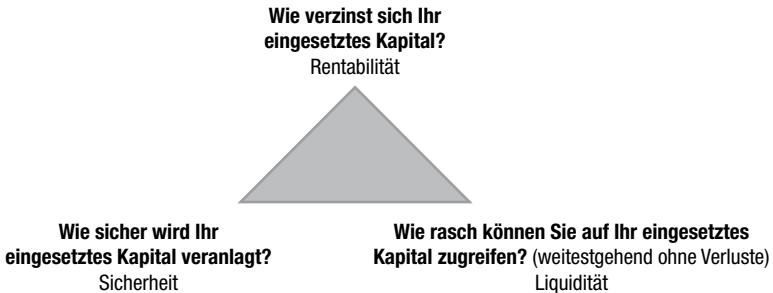 Wie verzinst sich Ihr
eingesetztes Kapital?
Rentabilität
Wie sicher wird Ihr
eingesetztes Kapital veranlagt?
Sicherheit
Wie rasch können Sie auf Ihr eingesetztes
Kapital zugreifen? (weitestgehend ohne Verluste)
Liquidität